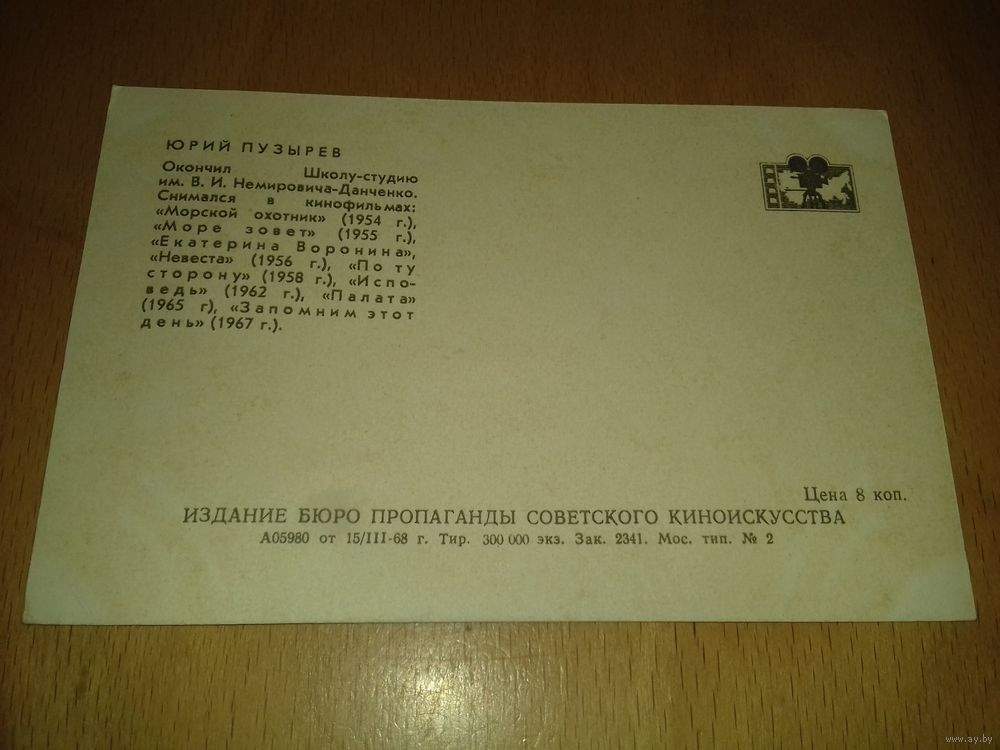 ЮРИЙ ПУЗЫРЕВ
Окончил Школу-студию
им. В. И. Немировича-Данченко.
Снимался в кинофильмах:
«Морской охотник» (1954 г.),
«Море зовет» (1955 г.),
«Екатерина Воронина»,
«Невеста» (1956 г.), «По ту
сторону» (1958 г.), «Испо-
ведь» (1962 г.), «Палата»
(1965 г), «Запомним этот
день» (1967 г.).
Цена 8 коп.
ИЗДАНИЕ БЮРО ПРОПАГАНДЫ СОВЕТСКОГО КИНОИСКУССТВА
А05980 от 15/III-68 г. Тир. 300 000 экз. Зак. 2341. Мос. тип. № 2
www.ay.by